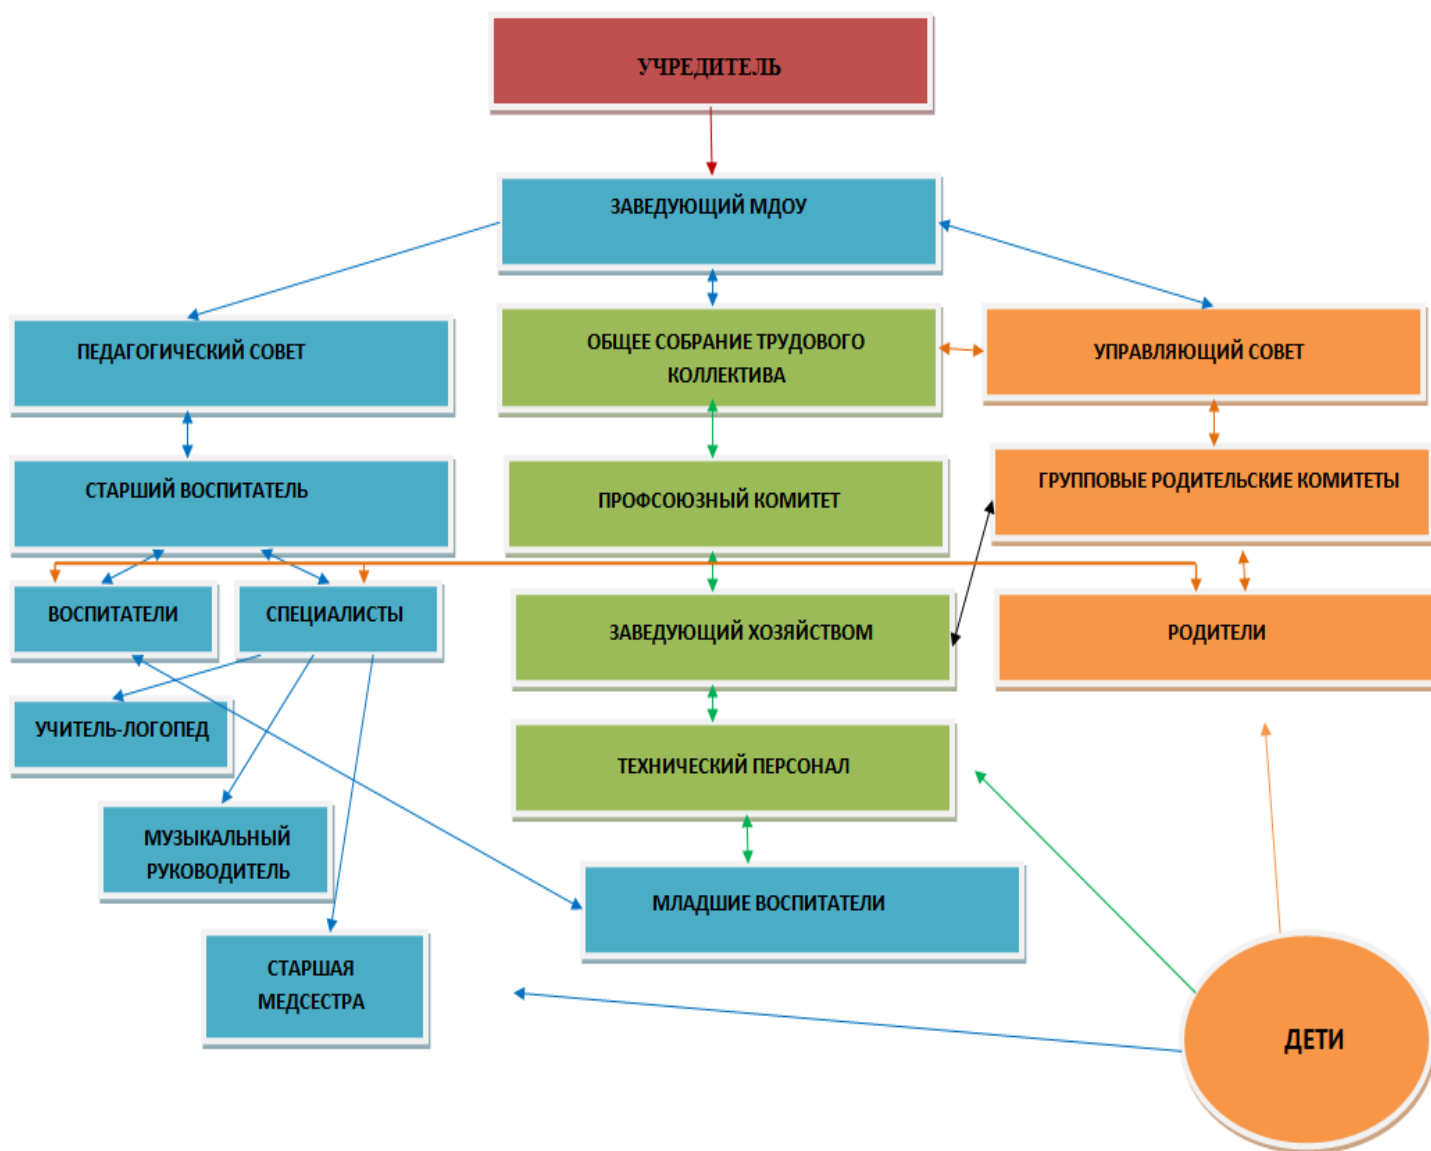 УЧРЕДИТЕЛЬ
ЗАВЕДУЮЩИЙ МДОУ
ПЕДАГОГИЧЕСКИЙ СОВЕТ
ОБЩЕЕ СОБРАНИЕ ТРУДОВОГО
КОЛЛЕКТИВА
УПРАВЛЯЮЩИЙ СОВЕТ
СТАРШИЙ ВОСПИТАТЕЛЬ
ПРОФСОЮЗНЫЙ КОМИТЕТ
ГРУППОВЫЕ РОДИТЕЛЬСКИЕ КОМИТЕТЫ
ВОСПИТАТЕЛИ
СПЕЦИАЛИСТЫ
ЗАВЕДУЮЩИЙ ХОЗЯЙСТВОМ
РОДИТЕЛИ
УЧИТЕЛЬ-ЛОГОПЕД
ТЕХНИЧЕСКИЙ ПЕРСОНАЛ
МУЗЫКАЛЬНЫЙ
РУКОВОДИТЕЛЬ
МЛАДШИЕ ВОСПИТАТЕЛИ
СТАРШАЯ
МЕДСЕСТРА
ДЕТИ